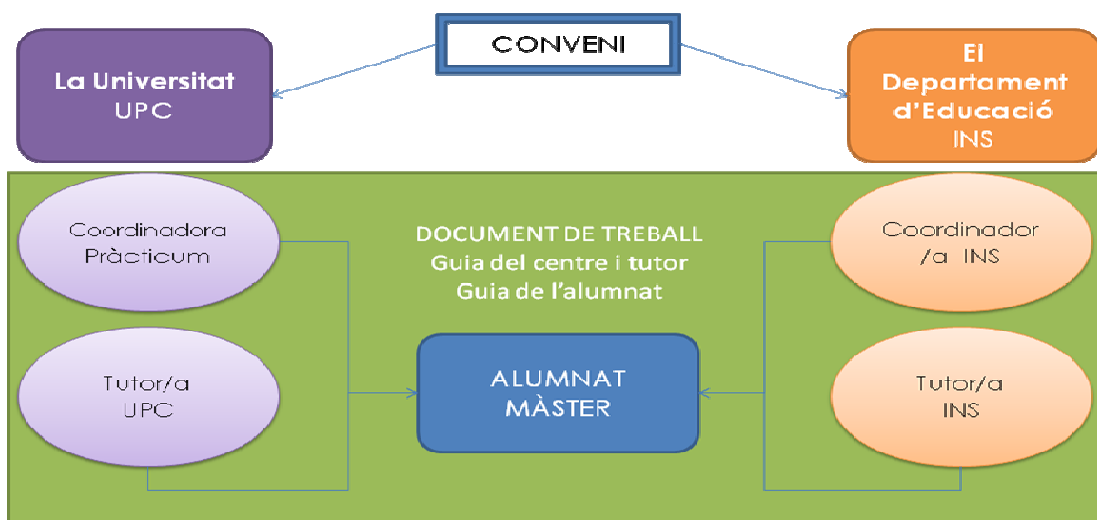 CONVENI
La Universitat
UPC
El
Departament
d'Educació
INS
Coordinadora
Pràcticum
DOCUMENT DE TREBALL
Guia del centre i tutor
Guia de l'alumnat
Coordinador
/a INS
Tutor/a
UPC
ALUMNAT
MÀSTER
Tutor/a
INS